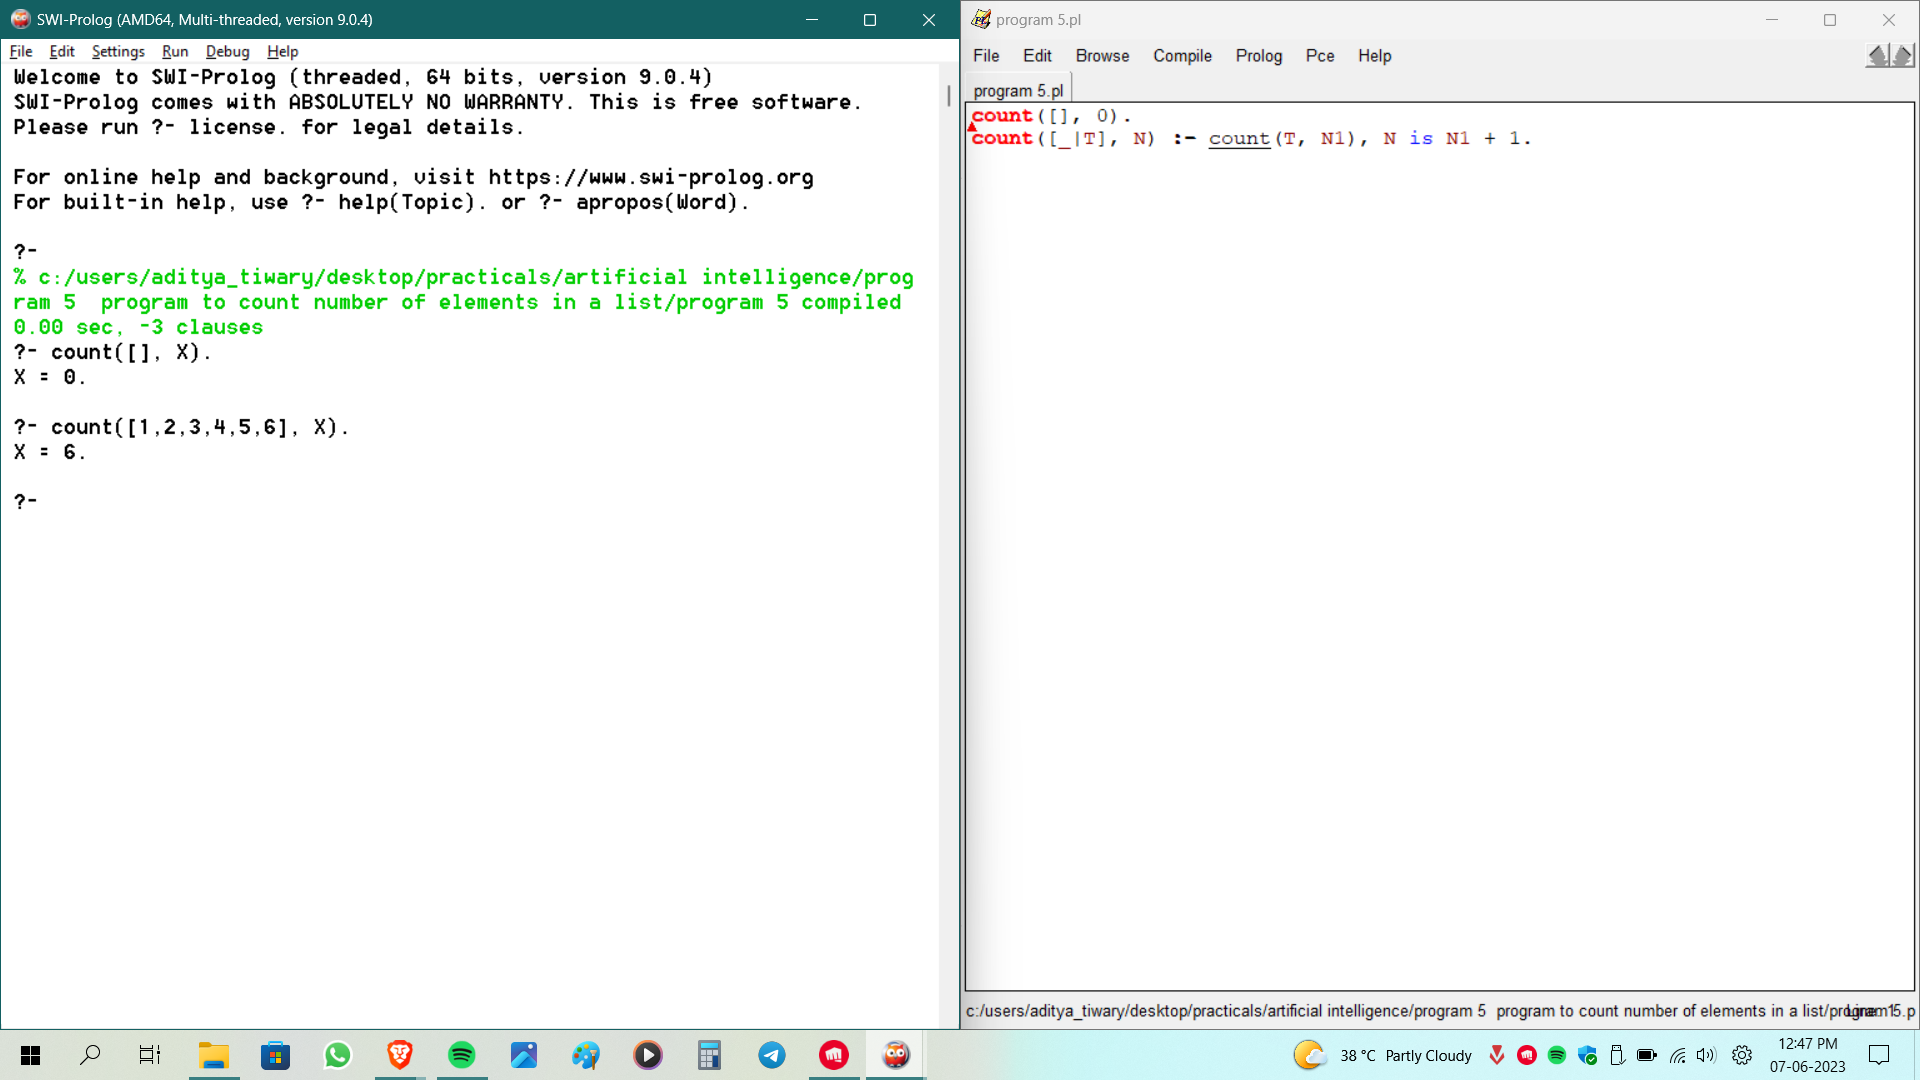 SWI-Prolog (AMD64, Multi-threaded, version 9.0.4)
File Edit Settings Run Debug Help
Welcome to SWI-Prolog (threaded, 64 bits, version 9.0.4)
SWI-Prolog comes with ABSOLUTELY NO WARRANTY. This is free software.
Please run ?- license. for legal details.
For online help and background, visit https://www.swi-prolog.org
For built-in help, use ?- help(Topic). or ?- apropos(Word).
?-
% c:/users/aditya_tiwary/desktop/practicals/artificial intelligence/prog
ram 5  program to count number of elements in a list/program 5 compiled
0.00 sec, -3 clauses
?- count([], X).
X = 0.
?- count([1,2,3,4,5,6], X).
X = 6.
?-
program 5.pl
File Edit Browse Compile Prolog Pce Help
program 5.pl
count([], 0).
count([_|T], N) :- count(T, N1), N is N1 + 1.
c:/users/aditya_tiwary/desktop/practicals/artificial intelligence/program 5  program to count number of elements in a list/
38 °C Partly Cloudy
12:47 PM
07-06-2023